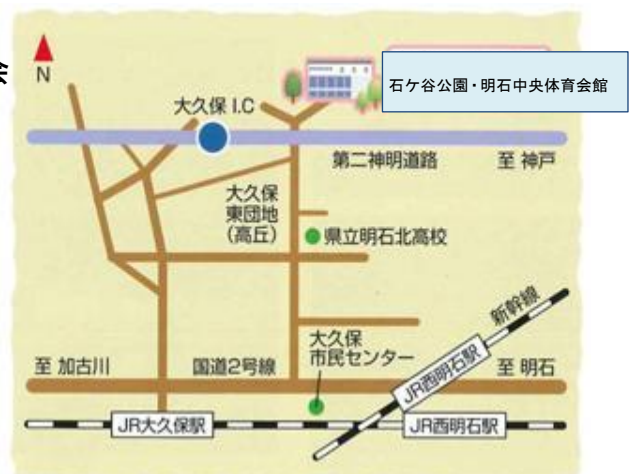 会
N
石ケ谷公園・明石中央体育会館
大久保 I.C
第二神明道路
至 神戸
大久保
東団地
(高丘)
県立明石北高校
新幹線
大久保
市民センター
至 加古川
国道2号線
JR西明石駅
至 明石
JR大久保駅
JR西明石駅